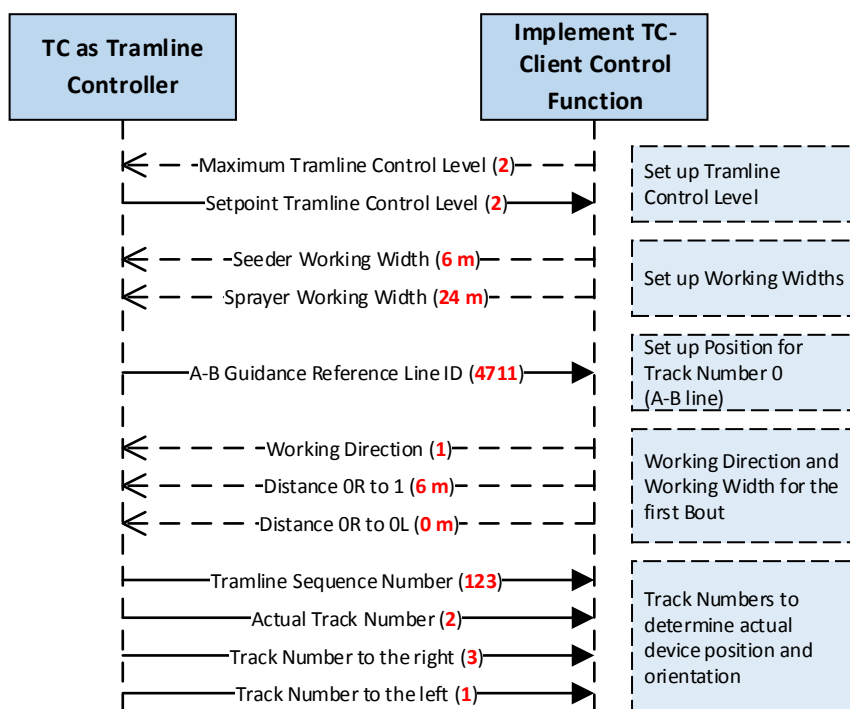 TC as Tramline
Controller
Implement TC-
Client Control
Function
Maximum Tramline Control Level (2)
Setpoint Tramline Control Level (2)
Set up Tramline
Control Level
Seeder Working Width (6 m)
Sprayer Working Width (24 m)
Set up Working Widths
A-B Guidance Reference Line ID (4711)
Set up Position for
Track Number 0
(A-B line)
Working Direction (1)
Distance 0R to 1 (6 m)
Distance 0R to 0L (0 m)
Working Direction and
Working Width for the
first Bout
Tramline Sequence Number (123)
Actual Track Number (2)
Track Number to the right (3)
Track Number to the left (1)
Track Numbers to
determine actual
device position and
orientation